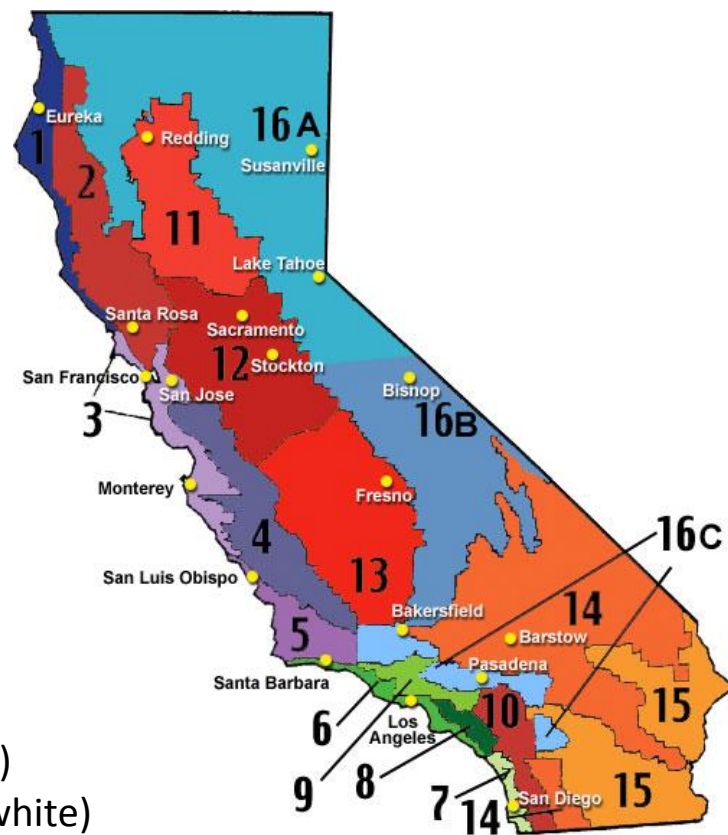 Eureka
1
2
Redding
16A
Susanville
11
Lake Tahoe
Santa Rosa
Sacramento
12
Stockton
San Francisco
San Jose
3
Bisnop
16B
Monterey
Fresno
4
16C
San Luis Obispo
13
14
5
Bakersfield
Barstow
Santa Barbara
Pasadena
6
Los
Angeles
10
15
9
8
7
14
San Diego
15
)
white)